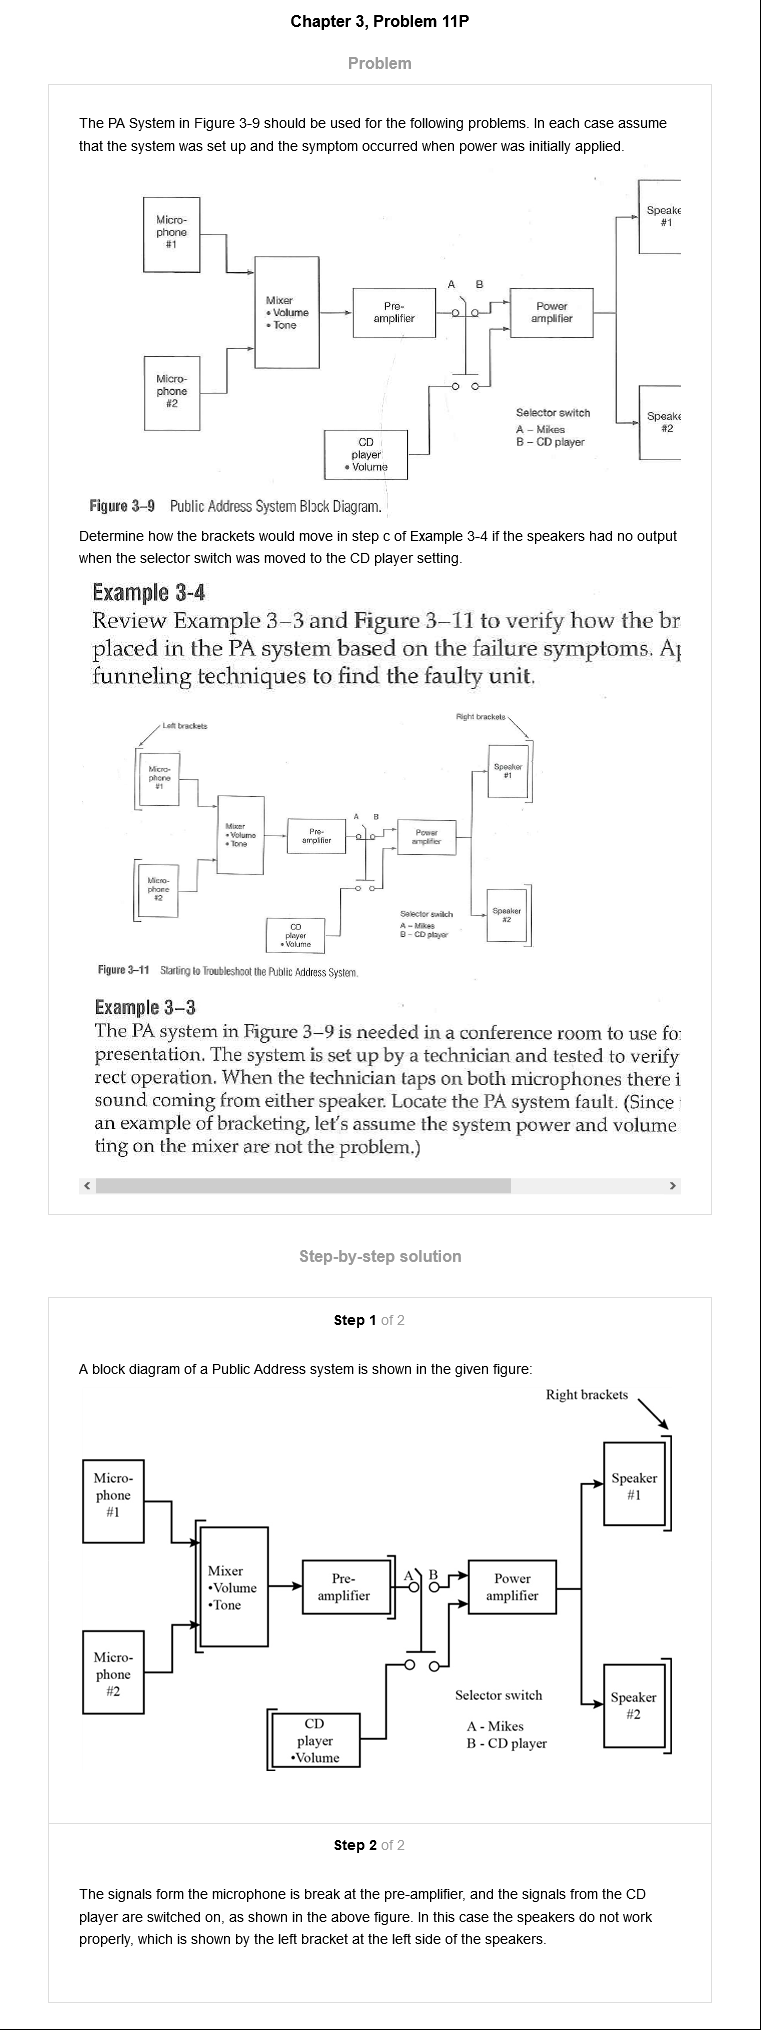 Chapter 3, Problem 11P
Problem
The PA System in Figure 3-9 should be used for the following problems. In each case assume
that the system was set up and the symptom occurred when power was initially applied.
Micro-
phone
#1
Mixer
• Volume
• Tone
Pre-
amplifier
A B
Power
amplifier
Speake
#1
Micro-
phone
#2
CD
player
• Volume
Selector switch
A – Mikes
B – CD player
Speake
#2
Figure 3–9 Public Address System Block Diagram.
Determine how the brackets would move in step c of Example 3-4 if the speakers had no output
when the selector switch was moved to the CD player setting.
Example 3-4
Review Example 3–3 and Figure 3–11 to verify how the br
placed in the PA system based on the failure symptoms. Ap
funneling techniques to find the faulty unit.
Left brackets
Right brackets
Micro-
phone
#1
Mixer
• Volume
• Tone
Pre-
amplifier
A B
Power
amplifier
Speaker
#1
Micro-
phone
#2
CD
player
• Volume
Selector switch
A – Mikes
B – CD player
Speaker
#2
Figure 3–11 Starting to Troubleshoot the Public Address System.
Example 3–3
The PA system in Figure 3–9 is needed in a conference room to use for
presentation. The system is set up by a technician and tested to verify
rect operation. When the technician taps on both microphones there i
sound coming from either speaker. Locate the PA system fault. (Since
an example of bracketing, let's assume the system power and volume
ting on the mixer are not the problem.)
Step-by-step solution
Step 1 of 2
A block diagram of a Public Address system is shown in the given figure:
Right brackets
Micro-
phone
#1
Mixer
•Volume
•Tone
Pre-
amplifier
A B
Power
amplifier
Speaker
#1
Micro-
phone
#2
CD
player
•Volume
Selector switch
A - Mikes
B - CD player
Speaker
#2
Step 2 of 2
The signals form the microphone is break at the pre-amplifier, and the signals from the CD
player are switched on, as shown in the above figure. In this case the speakers do not work
properly, which is shown by the left bracket at the left side of the speakers.